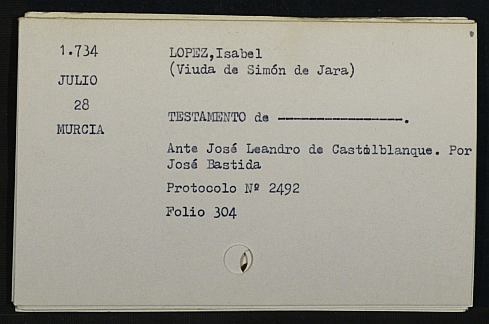 1.734
JULIO
28
MURCIA
LOPEZ,Isabel
(Viuda de Simón de Jara)
TESTAMENTO de ----------------.
Ante José Leandro de Castilblanque. Por
José Bastida
Protocolo Nº 2492
Folio 304